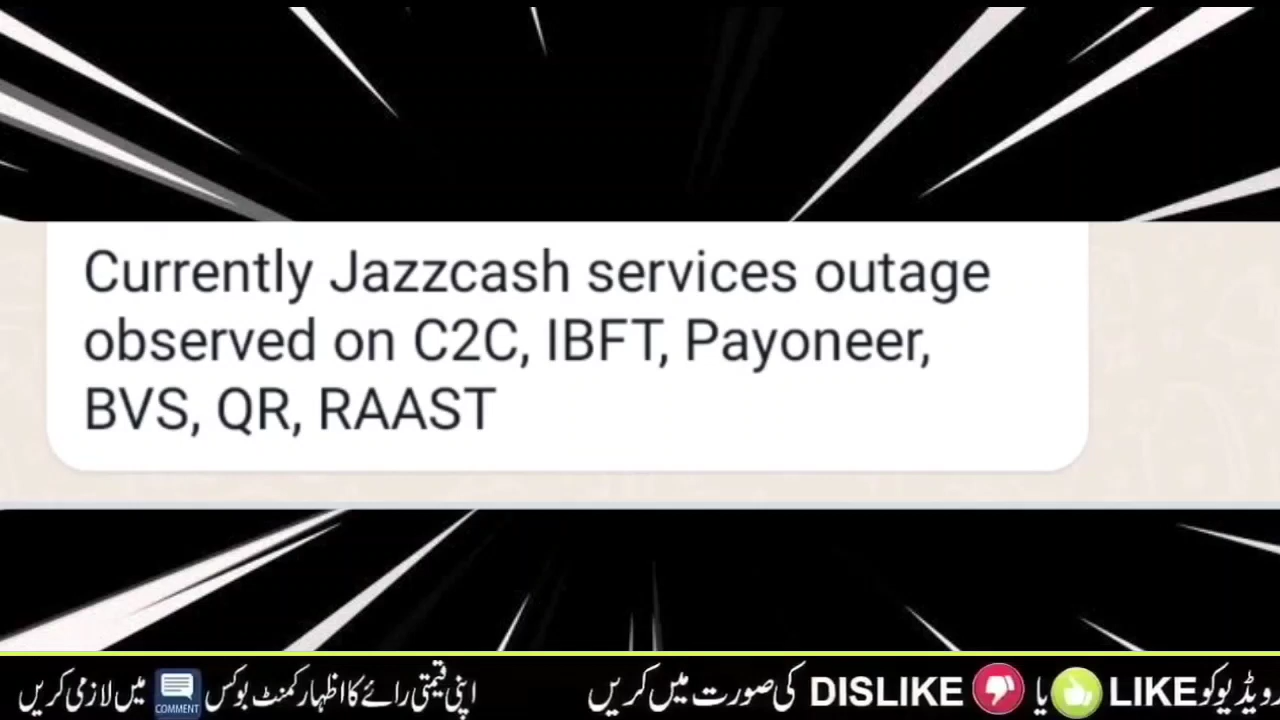 Currently Jazzcash services outage
observed on C2C, IBFT, Payoneer,
BVS, QR, RAAST
ویڈیو کو LIKE یا DISLIKE کی صورت میں کریں
اپنی قیمتی رائے کا اظہار کمنٹ بوکس COMMENT میں لازمی کریں